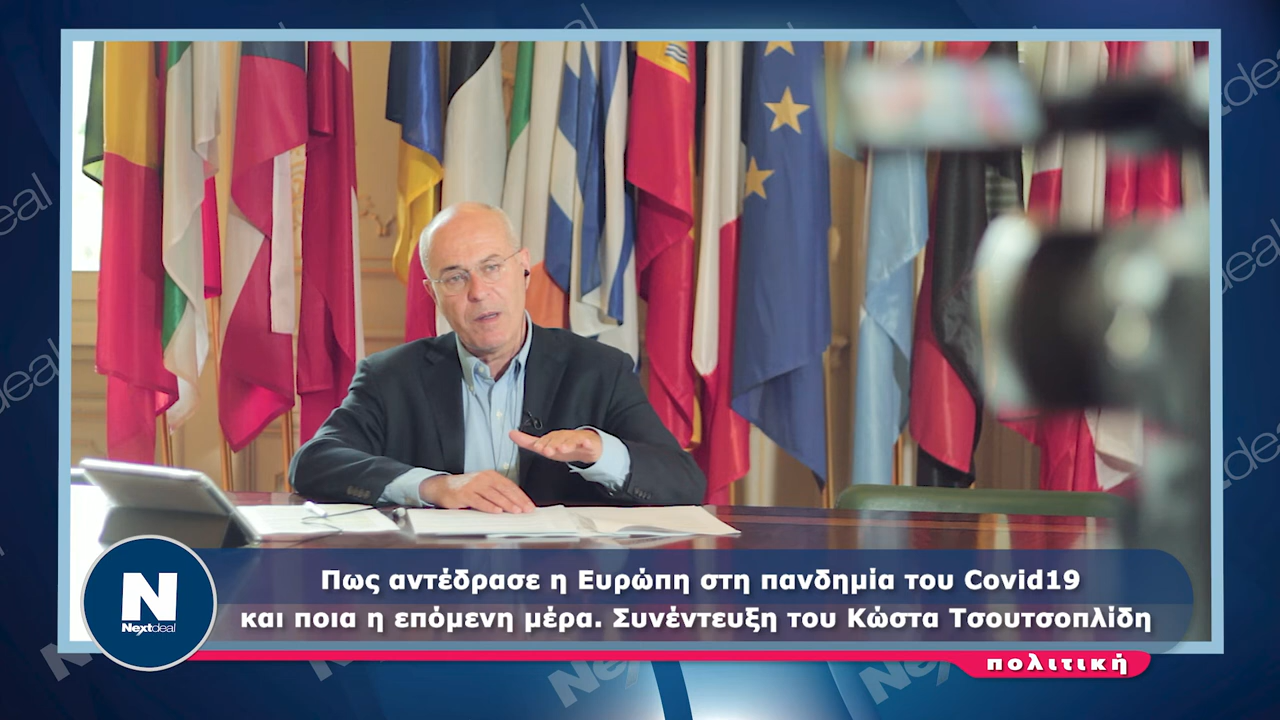 Πως αντέδρασε η Ευρώπη στη πανδημία του Covid19
και ποια η επόμενη μέρα. Συνέντευξη του Κώστα Τσουτσοπλίδη
N
Nextdeal
πολιτική